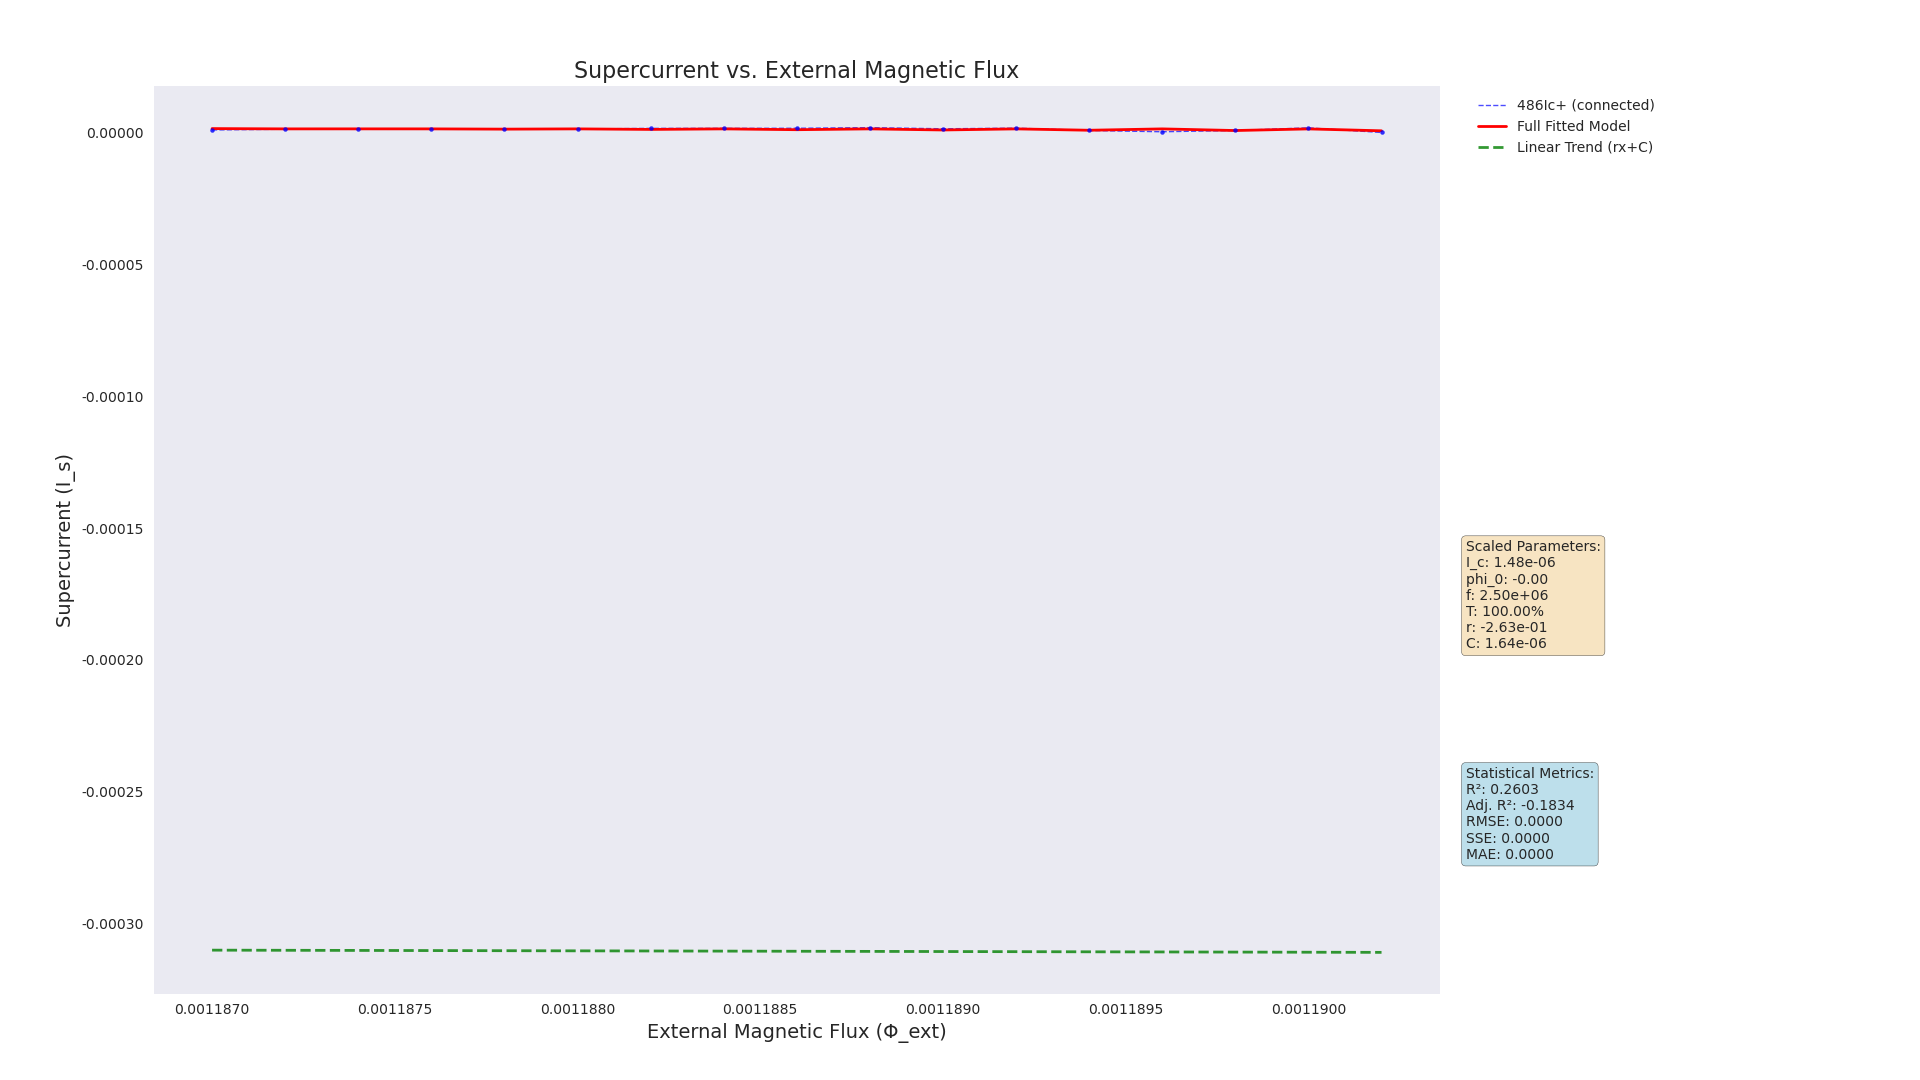 Supercurrent vs. External Magnetic Flux
486Ic+ (connected)
Full Fitted Model
Linear Trend (rx+C)
0.00000
-0.00005
-0.00010
-0.00015
-0.00020
-0.00025
-0.00030
Supercurrent (I_s)
Scaled Parameters:
I_c: 1.48e-06
phi_0: -0.00
f: 2.50e+06
T: 100.00%
r: -2.63e-01
C: 1.64e-06
Statistical Metrics:
R²: 0.2603
Adj. R²: -0.1834
RMSE: 0.0000
SSE: 0.0000
MAE: 0.0000
0.0011870 0.0011875 0.0011880 0.0011885 0.0011890 0.0011895 0.0011900
External Magnetic Flux (Φ_ext)